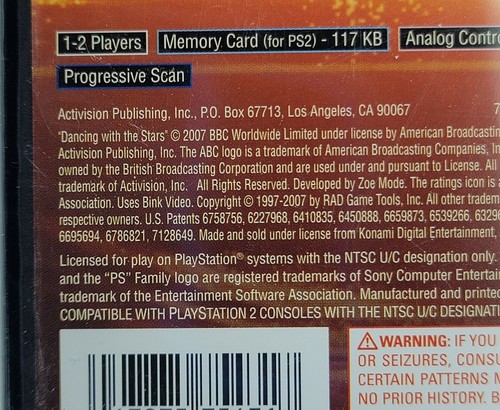 1-2 Players Memory Card (for PS2) - 117 KB Analog Contro
Progressive Scan
Activision Publishing, Inc., P.O. Box 67713, Los Angeles, CA 90067 7
"Dancing with the Stars" © 2007 BBC Worldwide Limited under license by American Broadcastin
Activision Publishing, Inc. The ABC logo is a trademark of American Broadcasting Companies, In
owned by the British Broadcasting Corporation and are used under and pursuant to License. All
trademark of Activision, Inc. All Rights Reserved. Developed by Zoe Mode. The ratings icon is
Association. Uses Bink Video. Copyright © 1997-2007 by RAD Game Tools, Inc. All other tradem
respective owners. U.S. Patents 6758756, 6227968, 6410835, 6450888, 6659873, 6539266, 6329
6695694, 6786821, 7128649. Made and sold under license from Konami Digital Entertainment,
Licensed for play on PlayStation® systems with the NTSC U/C designation only.
and the "PS" Family logo are registered trademarks of Sony Computer Entertai
trademark of the Entertainment Software Association. Manufactured and printed
COMPATIBLE WITH PLAYSTATION 2 CONSOLES WITH THE NTSC U/C DESIGNATI
WARNING: IF YOU
OR SEIZURES, CONSU
CERTAIN PATTERNS M
NO PRIOR HISTORY. B